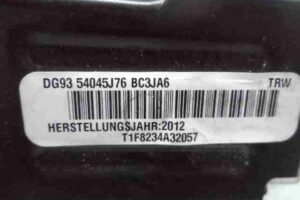 DG93 54045J76 BC3JA6 TRW
HERSTELLUNGSJAHR:2012
T1F8234A32057